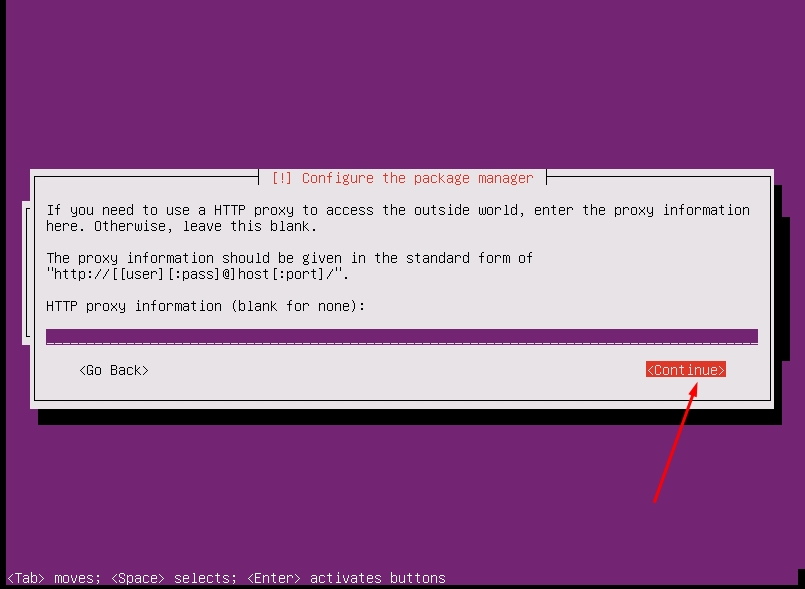 [!] Configure the package manager
If you need to use a HTTP proxy to access the outside world, enter the proxy information
here. Otherwise, leave this blank.
The proxy information should be given in the standard form of
"http://[[user][:pass]@]host[:port]/".
HTTP proxy information (blank for none):
<Go Back>
<Continue>
<Tab> moves; <Space> selects; <Enter> activates buttons